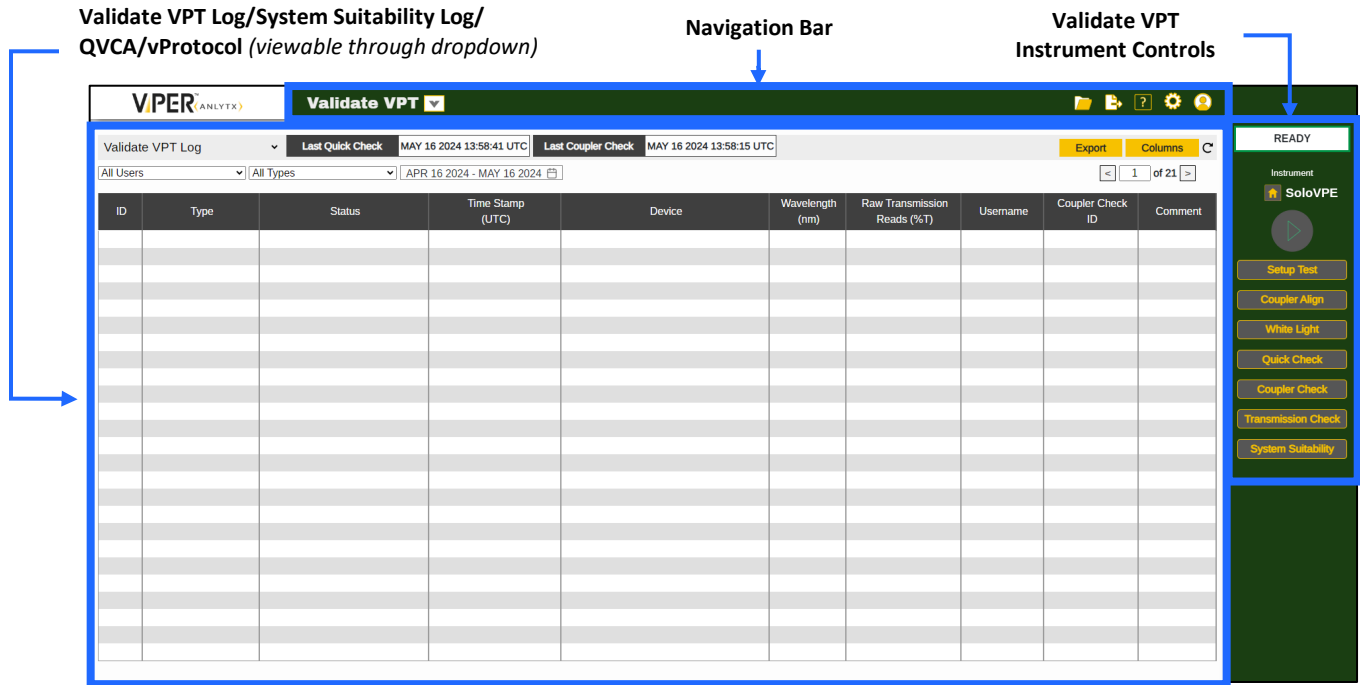 Validate VPT Log/System Suitability Log/
QVCA/vProtocol (viewable through dropdown)
Navigation Bar
Validate VPT
Instrument Controls
VIPER™ ⟨ANLYTX⟩
Validate VPT
?
Validate VPT Log
Last Quick Check
MAY 16 2024 13:58:41 UTC
Last Coupler Check
MAY 16 2024 13:58:15 UTC
Export
Columns
All Users
All Types
APR 16 2024 - MAY 16 2024
< 1 of 21 >
ID
Type
Status
Time Stamp
(UTC)
Device
Wavelength
(nm)
Raw Transmission
Reads (%T)
Username
Coupler Check
ID
Comment
READY
Instrument
SoloVPE
Setup Test
Coupler Align
White Light
Quick Check
Coupler Check
Transmission Check
System Suitability